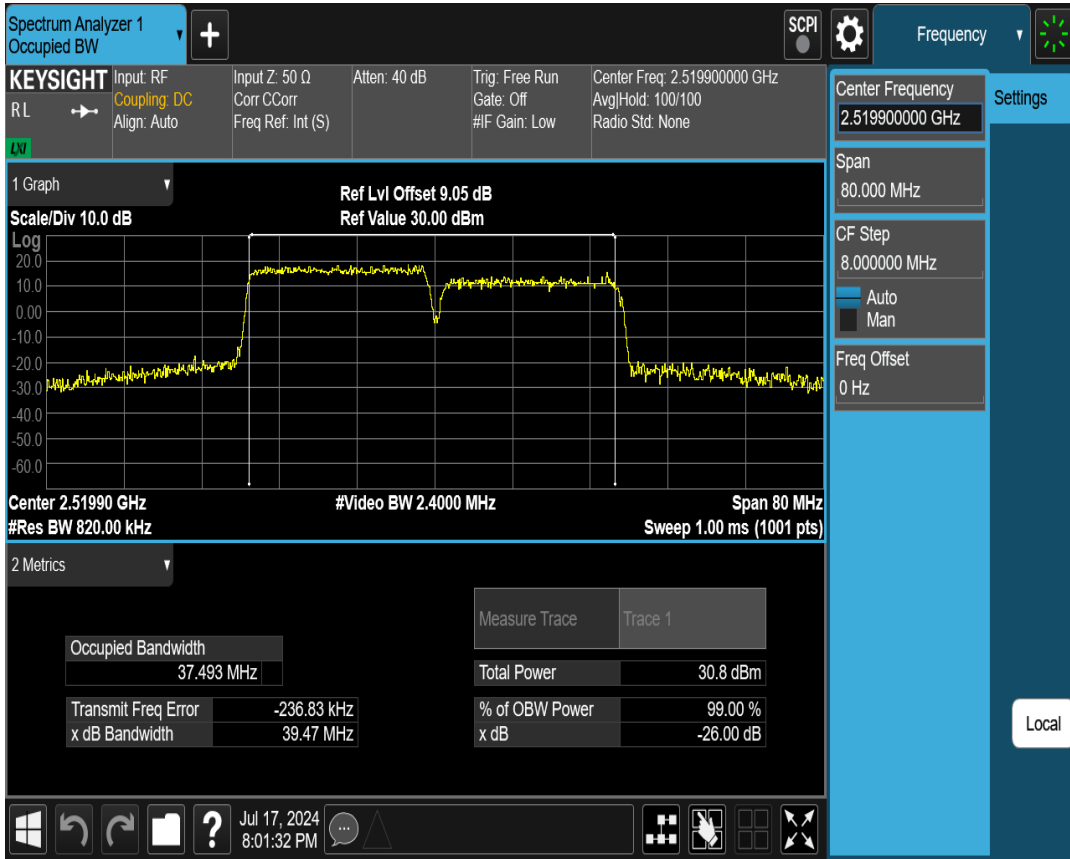 Spectrum Analyzer 1
Occupied BW
+
SCPI
Frequency
KEYSIGHT
RL
LXI
Input: RF
Coupling: DC
Align: Auto
Input Z: 50 Ω
Corr CCorr
Freq Ref: Int (S)
Atten: 40 dB
Trig: Free Run
Gate: Off
#IF Gain: Low
Center Freq: 2.519900000 GHz
Avg|Hold: 100/100
Radio Std: None
Center Frequency
2.519900000 GHz
Settings
Span
80.000 MHz
CF Step
8.000000 MHz
Auto
Man
Freq Offset
0 Hz
Local
1 Graph
Ref Lvl Offset 9.05 dB
Scale/Div 10.0 dB
Ref Value 30.00 dBm
Log
20.0
10.0
0.00
-10.0
-20.0
-30.0
-40.0
-50.0
-60.0
Center 2.51990 GHz
#Video BW 2.4000 MHz
Span 80 MHz
#Res BW 820.00 kHz
Sweep 1.00 ms (1001 pts)
2 Metrics
Measure Trace
Trace 1
Occupied Bandwidth
37.493 MHz
Total Power
30.8 dBm
Transmit Freq Error
-236.83 kHz
% of OBW Power
99.00 %
x dB Bandwidth
39.47 MHz
x dB
-26.00 dB
?
Jul 17, 2024
8:01:32 PM